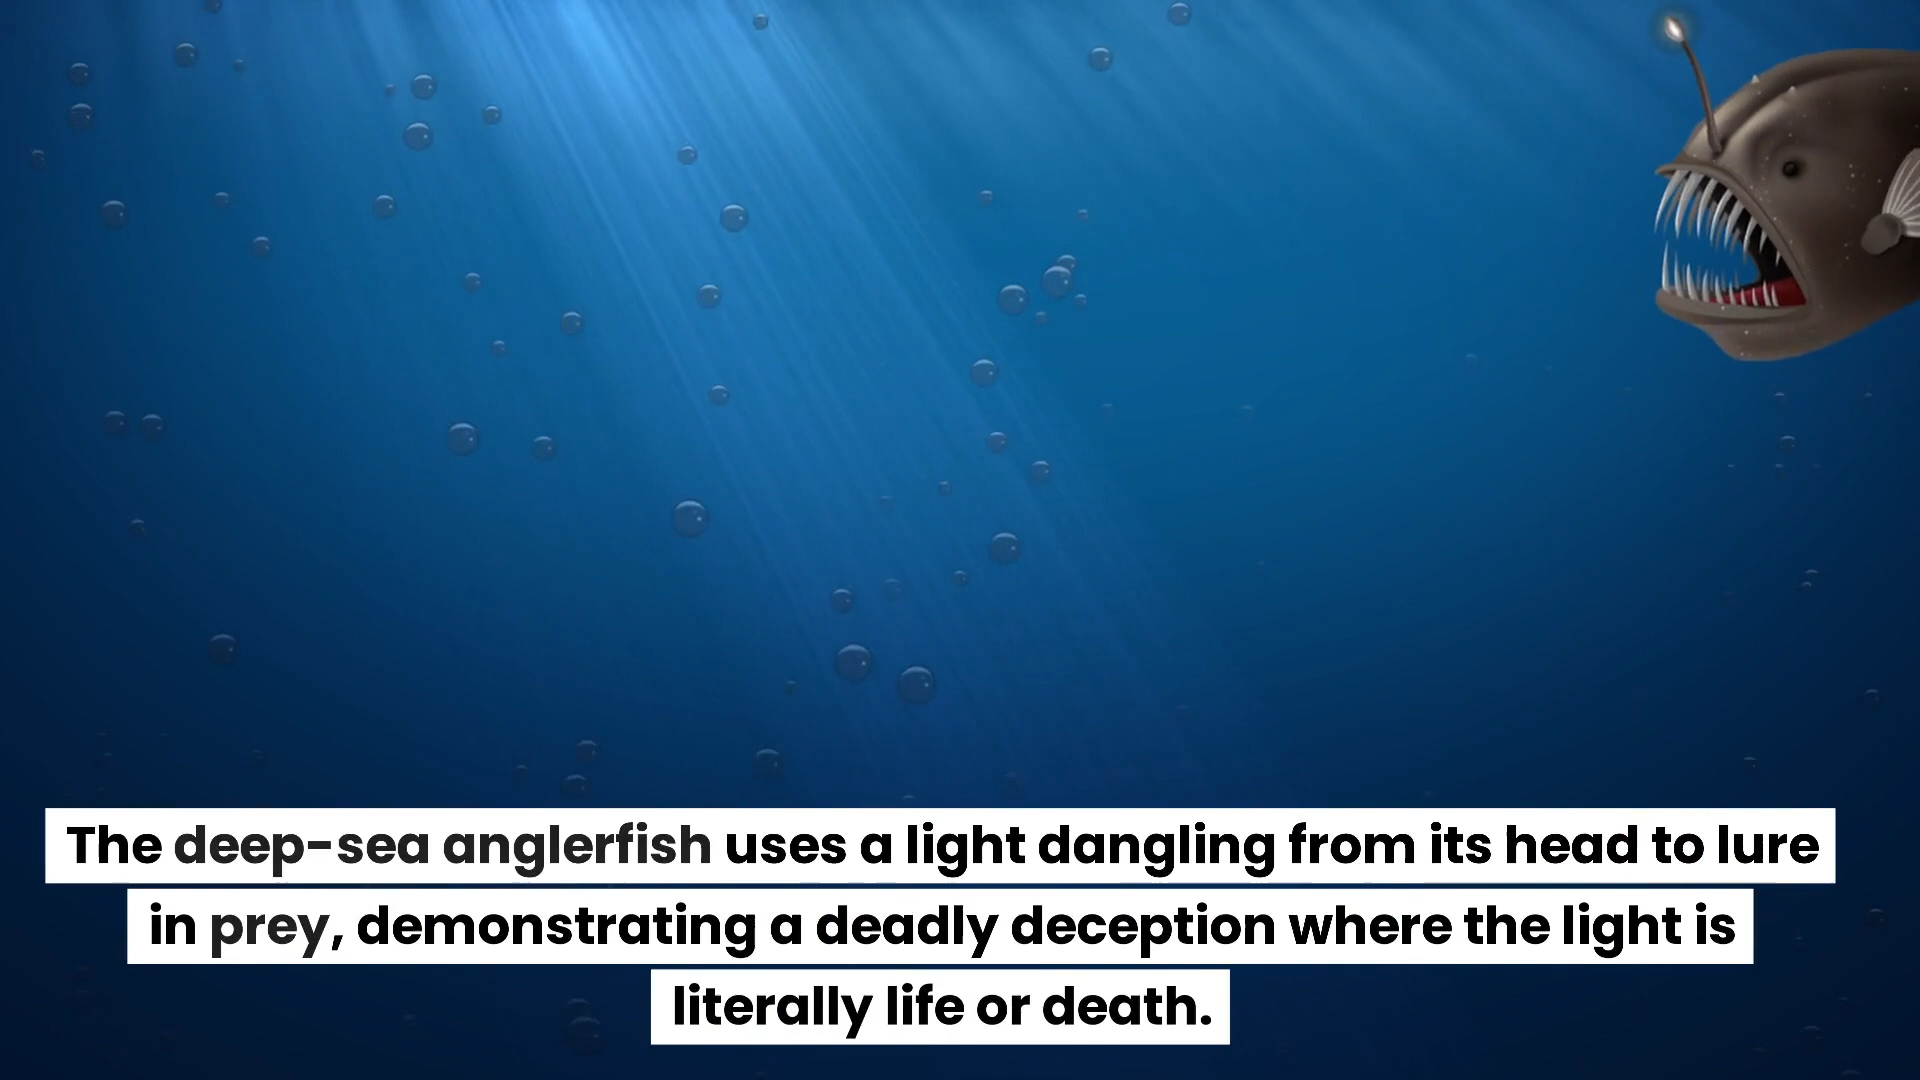 The deep-sea anglerfish uses a light dangling from its head to lure
in prey, demonstrating a deadly deception where the light is
literally life or death.